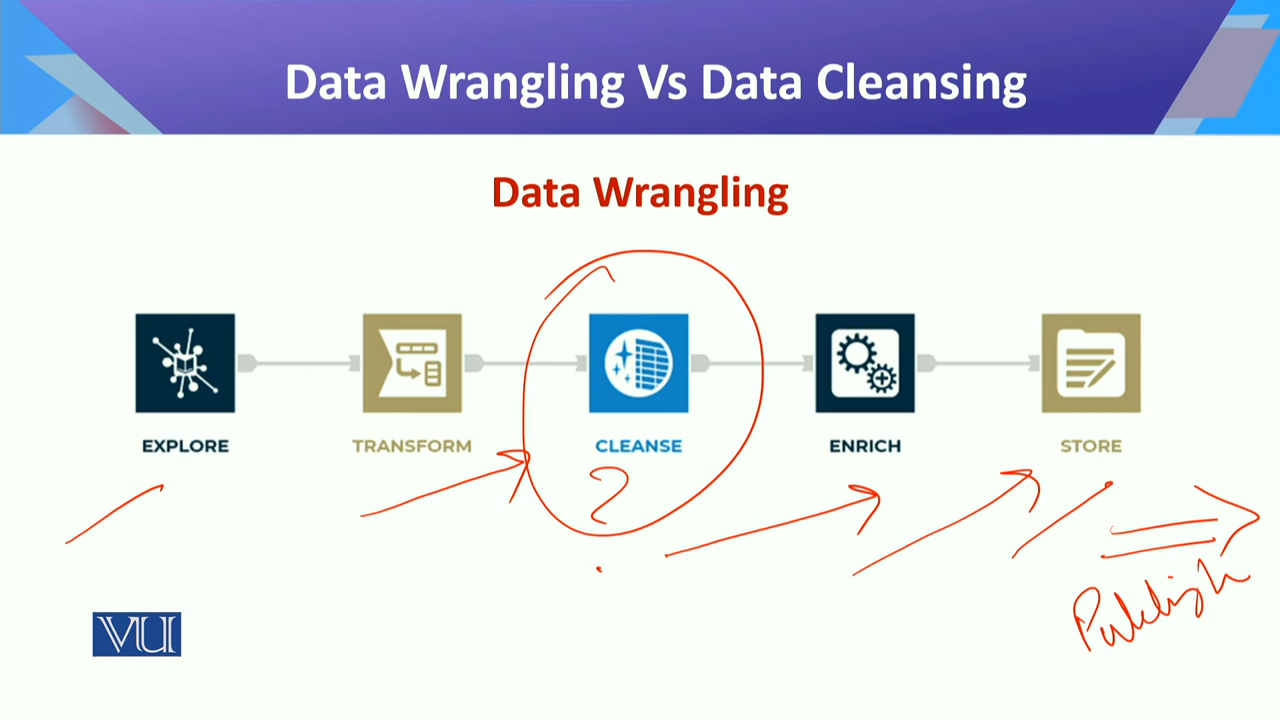 Data Wrangling Vs Data Cleansing
Data Wrangling
EXPLORE TRANSFORM CLEANSE ENRICH STORE
?
Publish
VU